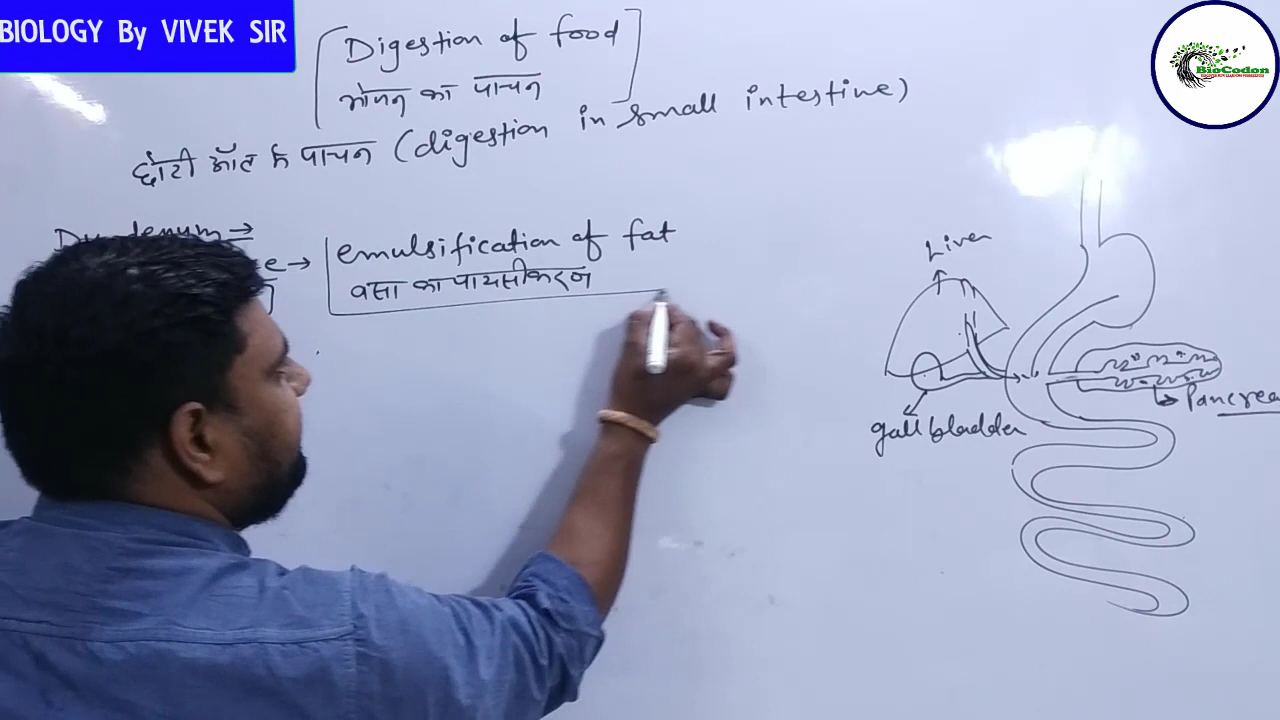 BIOLOGY By VIVEK SIR
BioCodon
[Digestion of food]
भोजन का पाचन
छोटी आँत में पाचन (digestion in small intestine)
emulsification of fat
वसा का पायसीकरण
Liver
gall bladder
Pancrea